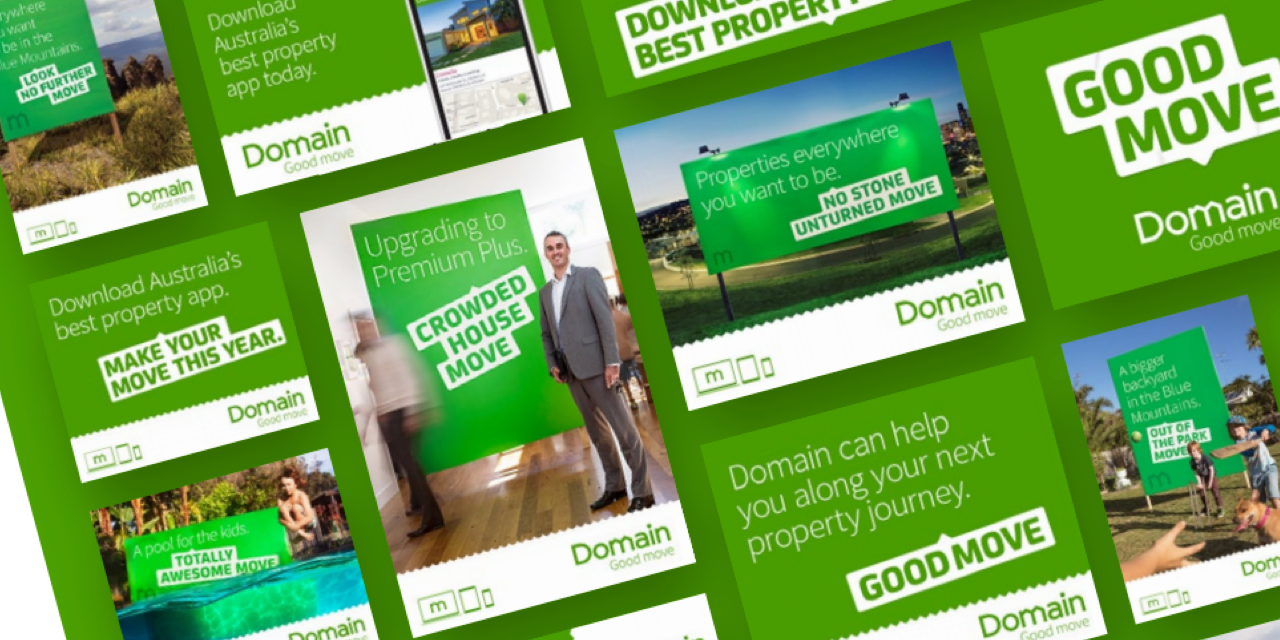 rywhere
u want
be in the
lue Mountains.
LOOK
NO FURTHER
MOVE
m
Domain
Good move
m
Download
Australia's
best property
app today.
Domain
Good move
BEST PROPERTY
GOOD
MOVE
Domain
Good move
Properties everywhere
you want to be.
NO STONE
UNTURNED MOVE
m
Domain
Good move
m
Upgrading to
Premium Plus.
CROWDED
HOUSE
MOVE
Domain
Good move
m
Download Australia's
best property app.
MAKE YOUR
MOVE THIS YEAR.
Domain
Good move
m
A pool for the kids.
TOTALLY
AWESOME MOVE
Domain
Domain can help
you along your next
property journey.
GOOD MOVE
Domain
Good move
A bigger
backyard
in the Blue
Mountains.
OUT OF
THE PARK
MOVE
m
Dom
Good
m